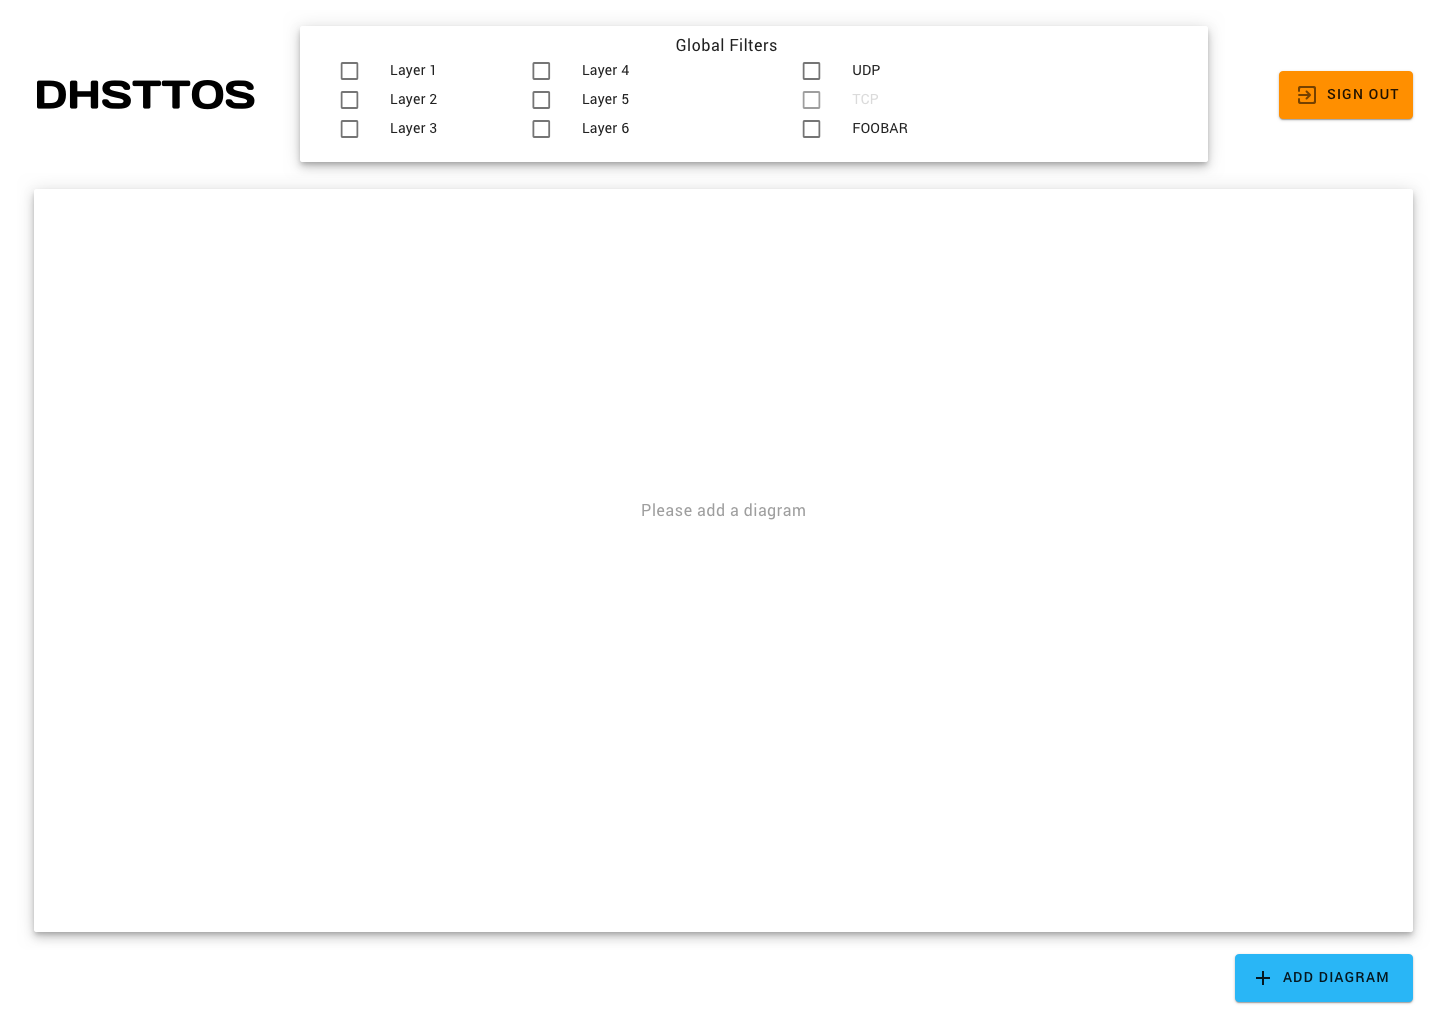 DHSTTOS
Global Filters
Layer 1
Layer 2
Layer 3
Layer 4
Layer 5
Layer 6
UDP
TCP
FOOBAR
SIGN OUT
Please add a diagram
ADD DIAGRAM